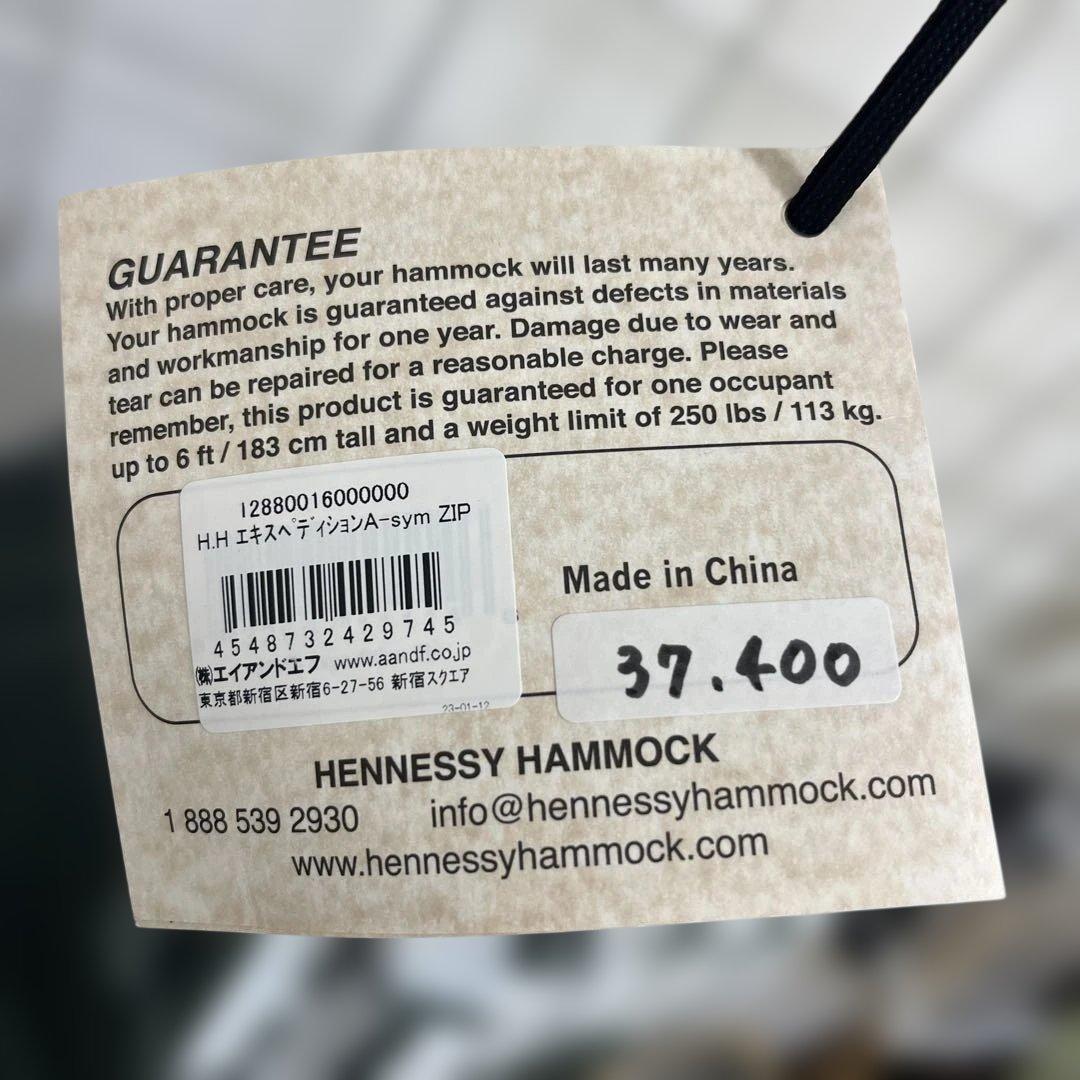 GUARANTEE
With proper care, your hammock will last many years.
Your hammock is guaranteed against defects in materials
and workmanship for one year. Damage due to wear and
tear can be repaired for a reasonable charge. Please
remember, this product is guaranteed for one occupant
up to 6 ft / 183 cm tall and a weight limit of 250 lbs / 113 kg.
12880016000000
H.H エキスペディションA-sym ZIP
4548732429745
㈱エイアンドエフ www.aandf.co.jp
東京都新宿区新宿6-27-56 新宿スクエア
23-01-12
Made in China
37.400
HENNESSY HAMMOCK
1 888 539 2930 info@hennessyhammock.com
www.hennessyhammock.com